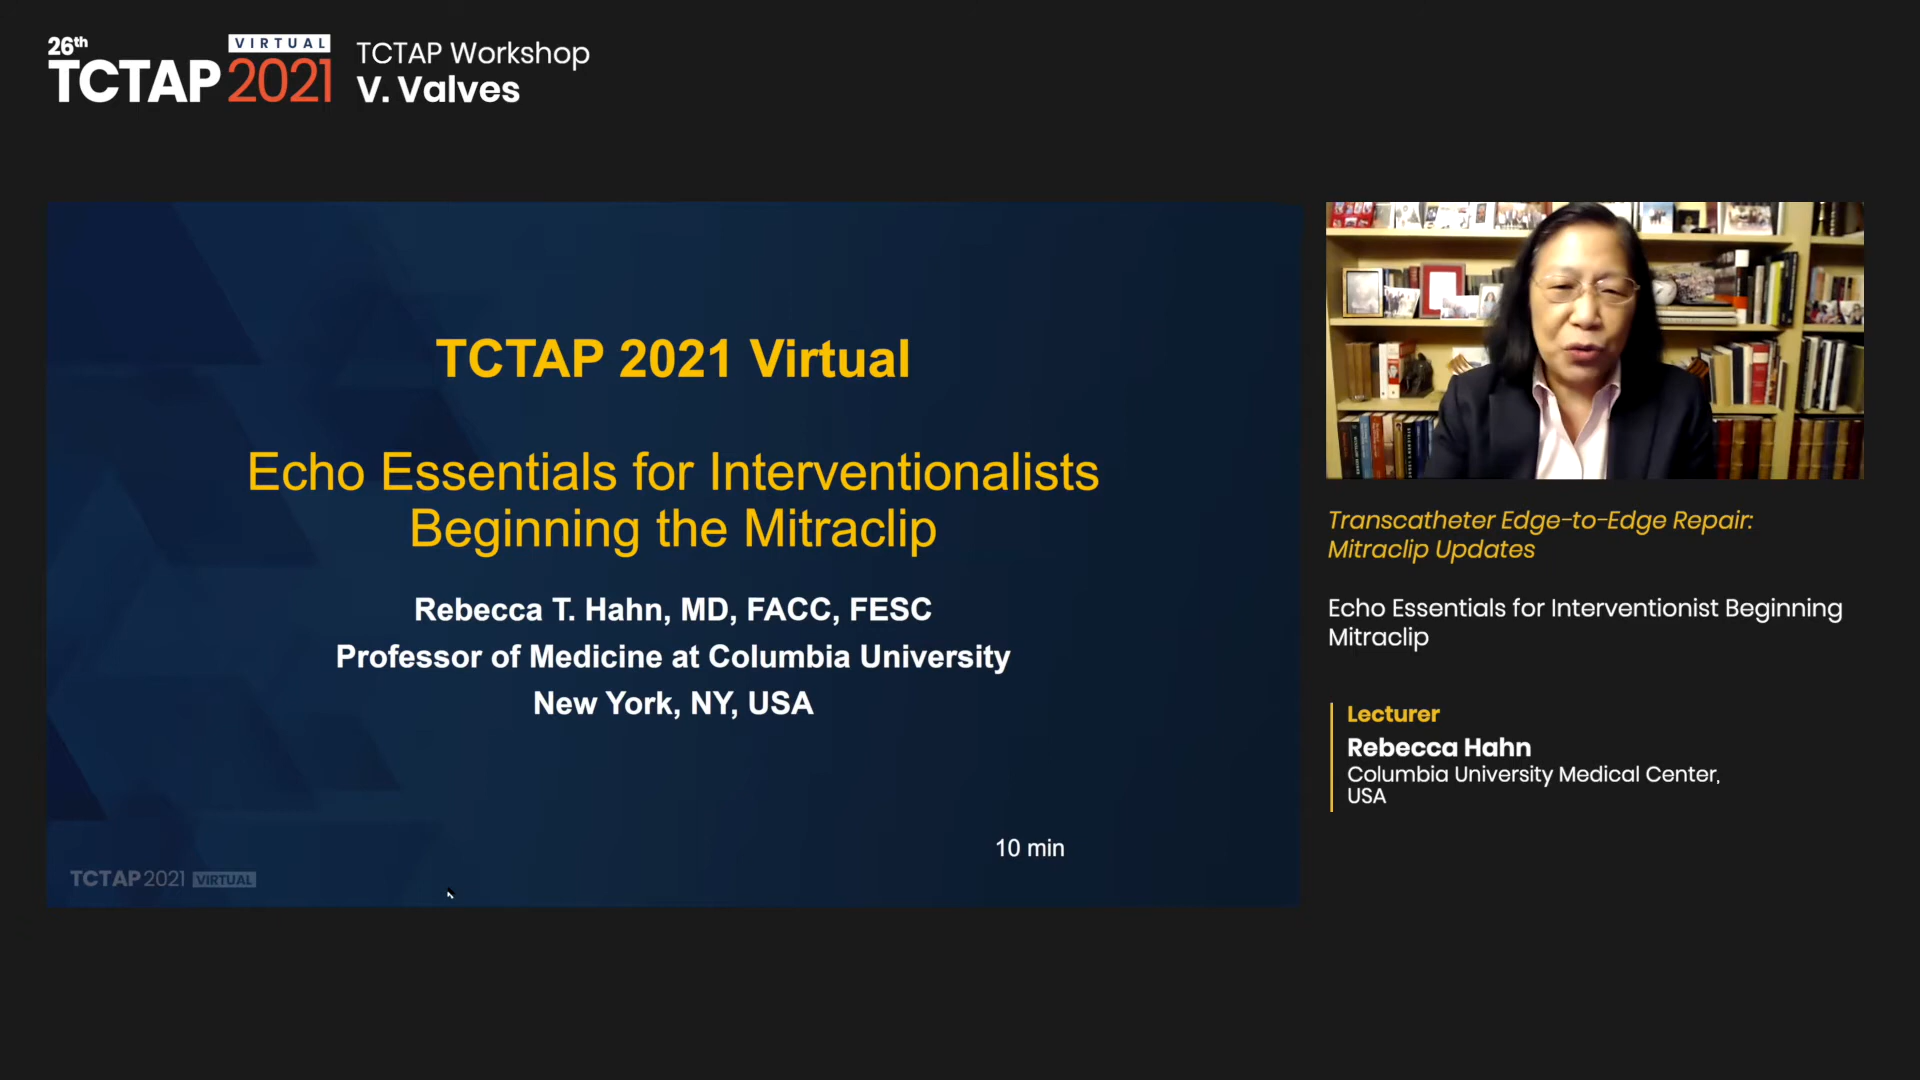 26th
VIRTUAL
TCTAP 2021
TCTAP Workshop
V. Valves
TCTAP 2021 Virtual
Echo Essentials for Interventionalists
Beginning the Mitraclip
Rebecca T. Hahn, MD, FACC, FESC
Professor of Medicine at Columbia University
New York, NY, USA
10 min
TCTAP 2021 VIRTUAL
Transcatheter Edge-to-Edge Repair:
Mitraclip Updates
Echo Essentials for Interventionist Beginning
Mitraclip
Lecturer
Rebecca Hahn
Columbia University Medical Center,
USA